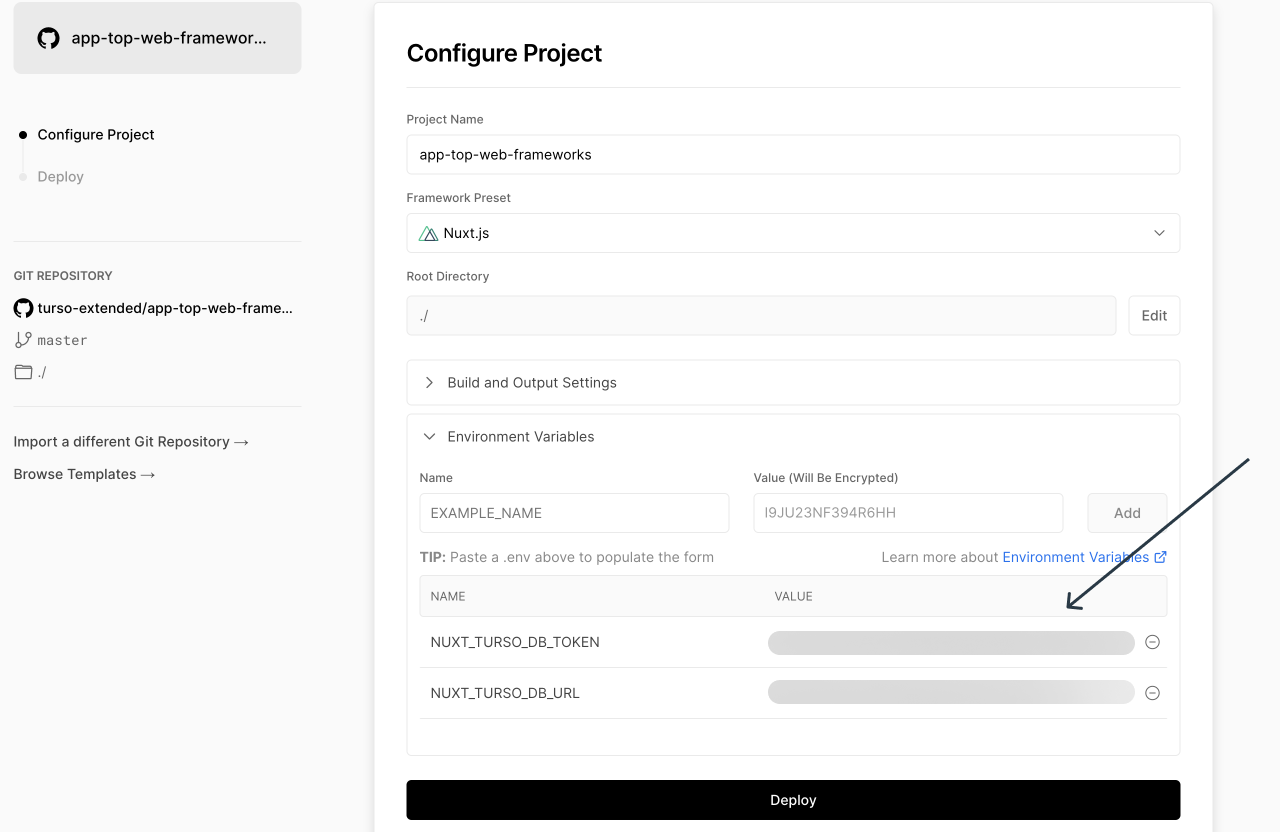 app-top-web-framewor...
Configure Project
Deploy
GIT REPOSITORY
turso-extended/app-top-web-frame...
master
./
Import a different Git Repository →
Browse Templates →
Configure Project
Project Name
app-top-web-frameworks
Framework Preset
Nuxt.js
Root Directory
./
Edit
Build and Output Settings
Environment Variables
Name
Value (Will Be Encrypted)
EXAMPLE_NAME
I9JU23NF394R6HH
Add
TIP: Paste a .env above to populate the form
Learn more about Environment Variables
NAME
VALUE
NUXT_TURSO_DB_TOKEN
NUXT_TURSO_DB_URL
Deploy